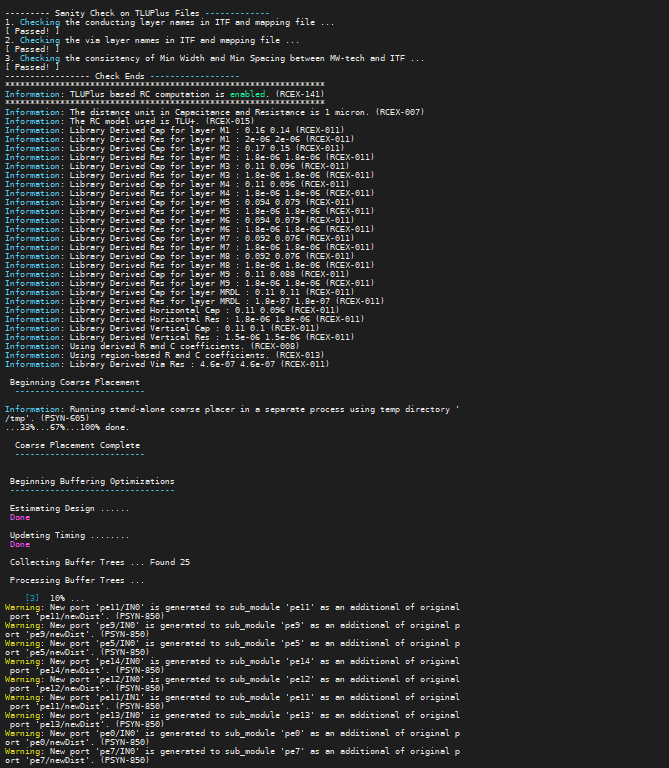 --------- Sanity Check on TLUPlus Files -------------
1. Checking the conducting layer names in ITF and mapping file ...
[ Passed! ]
2. Checking the via layer names in ITF and mapping file ...
[ Passed! ]
3. Checking the consistency of Min Width and Min Spacing between MW-tech and ITF ...
[ Passed! ]
----------------- Check Ends ------------------
****************************************************************
Information: TLUPlus based RC computation is enabled. (RCEX-141)
****************************************************************
Information: The distance unit in Capacitance and Resistance is 1 micron. (RCEX-007)
Information: The RC model used is TLU+. (RCEX-015)
Information: Library Derived Cap for layer M1 : 0.16 0.14 (RCEX-011)
Information: Library Derived Res for layer M1 : 2e-06 2e-06 (RCEX-011)
Information: Library Derived Cap for layer M2 : 0.17 0.15 (RCEX-011)
Information: Library Derived Res for layer M2 : 1.8e-06 1.8e-06 (RCEX-011)
Information: Library Derived Cap for layer M3 : 0.11 0.096 (RCEX-011)
Information: Library Derived Res for layer M3 : 1.8e-06 1.8e-06 (RCEX-011)
Information: Library Derived Cap for layer M4 : 0.11 0.096 (RCEX-011)
Information: Library Derived Res for layer M4 : 1.8e-06 1.8e-06 (RCEX-011)
Information: Library Derived Cap for layer M5 : 0.094 0.079 (RCEX-011)
Information: Library Derived Res for layer M5 : 1.8e-06 1.8e-06 (RCEX-011)
Information: Library Derived Cap for layer M6 : 0.094 0.079 (RCEX-011)
Information: Library Derived Res for layer M6 : 1.8e-06 1.8e-06 (RCEX-011)
Information: Library Derived Cap for layer M7 : 0.092 0.076 (RCEX-011)
Information: Library Derived Res for layer M7 : 1.8e-06 1.8e-06 (RCEX-011)
Information: Library Derived Cap for layer M8 : 0.092 0.076 (RCEX-011)
Information: Library Derived Res for layer M8 : 1.8e-06 1.8e-06 (RCEX-011)
Information: Library Derived Cap for layer M9 : 0.11 0.088 (RCEX-011)
Information: Library Derived Res for layer M9 : 1.8e-06 1.8e-06 (RCEX-011)
Information: Library Derived Cap for layer MRDL : 0.11 0.11 (RCEX-011)
Information: Library Derived Res for layer MRDL : 1.8e-07 1.8e-07 (RCEX-011)
Information: Library Derived Horizontal Cap : 0.11 0.096 (RCEX-011)
Information: Library Derived Horizontal Res : 1.8e-06 1.8e-06 (RCEX-011)
Information: Library Derived Vertical Cap : 0.11 0.1 (RCEX-011)
Information: Library Derived Vertical Res : 1.5e-06 1.5e-06 (RCEX-011)
Information: Using derived R and C coefficients. (RCEX-008)
Information: Using region-based R and C coefficients. (RCEX-013)
Information: Library Derived Via Res : 4.6e-07 4.6e-07 (RCEX-011)
Beginning Coarse Placement
--------------------------
Information: Running stand-alone coarse placer in a separate process using temp directory '
/tmp'. (PSYN-605)
...33%...67%...100% done.
Coarse Placement Complete
--------------------------
Beginning Buffering Optimizations
---------------------------------
Estimating Design ......
Done
Updating Timing ........
Done
Collecting Buffer Trees ... Found 25
Processing Buffer Trees ...
[3] 10% ...
Warning: New port 'pe11/IN0' is generated to sub_module 'pe11' as an additional of original
port 'pe11/newDist'. (PSYN-850)
Warning: New port 'pe9/IN0' is generated to sub_module 'pe9' as an additional of original p
ort 'pe9/newDist'. (PSYN-850)
Warning: New port 'pe5/IN0' is generated to sub_module 'pe5' as an additional of original p
ort 'pe5/newDist'. (PSYN-850)
Warning: New port 'pe14/IN0' is generated to sub_module 'pe14' as an additional of original
port 'pe14/newDist'. (PSYN-850)
Warning: New port 'pe12/IN0' is generated to sub_module 'pe12' as an additional of original
port 'pe12/newDist'. (PSYN-850)
Warning: New port 'pe11/IN1' is generated to sub_module 'pe11' as an additional of original
port 'pe11/newDist'. (PSYN-850)
Warning: New port 'pe13/IN0' is generated to sub_module 'pe13' as an additional of original
port 'pe13/newDist'. (PSYN-850)
Warning: New port 'pe0/IN0' is generated to sub_module 'pe0' as an additional of original p
ort 'pe0/newDist'. (PSYN-850)
Warning: New port 'pe7/IN0' is generated to sub_module 'pe7' as an additional of original p
ort 'pe7/newDist'. (PSYN-850)